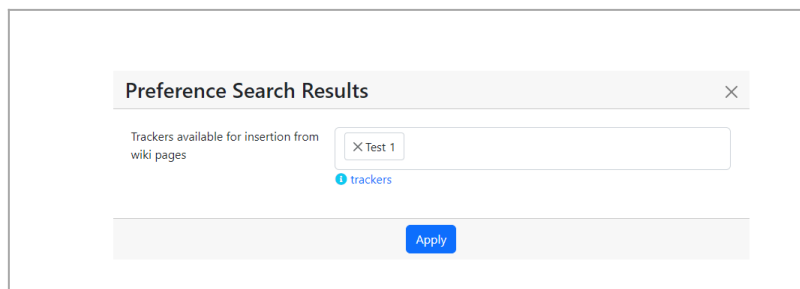 Preference Search Results
Trackers available for insertion from
wiki pages
Test 1
trackers
Apply